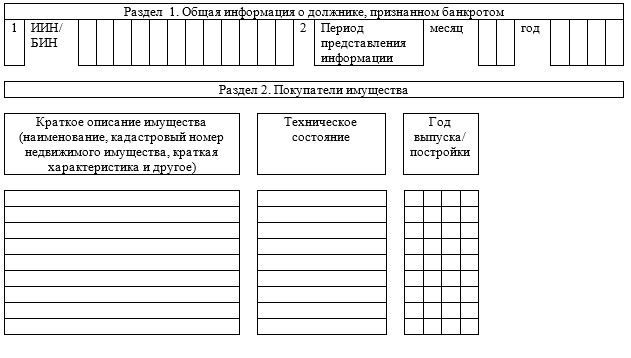 Раздел 1. Общая информация о должнике, признанном банкротом
1 ИИН/ 2 Период месяц год
БИН представления
информации
Раздел 2. Покупатели имущества
Краткое описание имущества Техническое Год
(наименование, кадастровый номер состояние выпуска/
недвижимого имущества, краткая постройки
характеристика и другое)